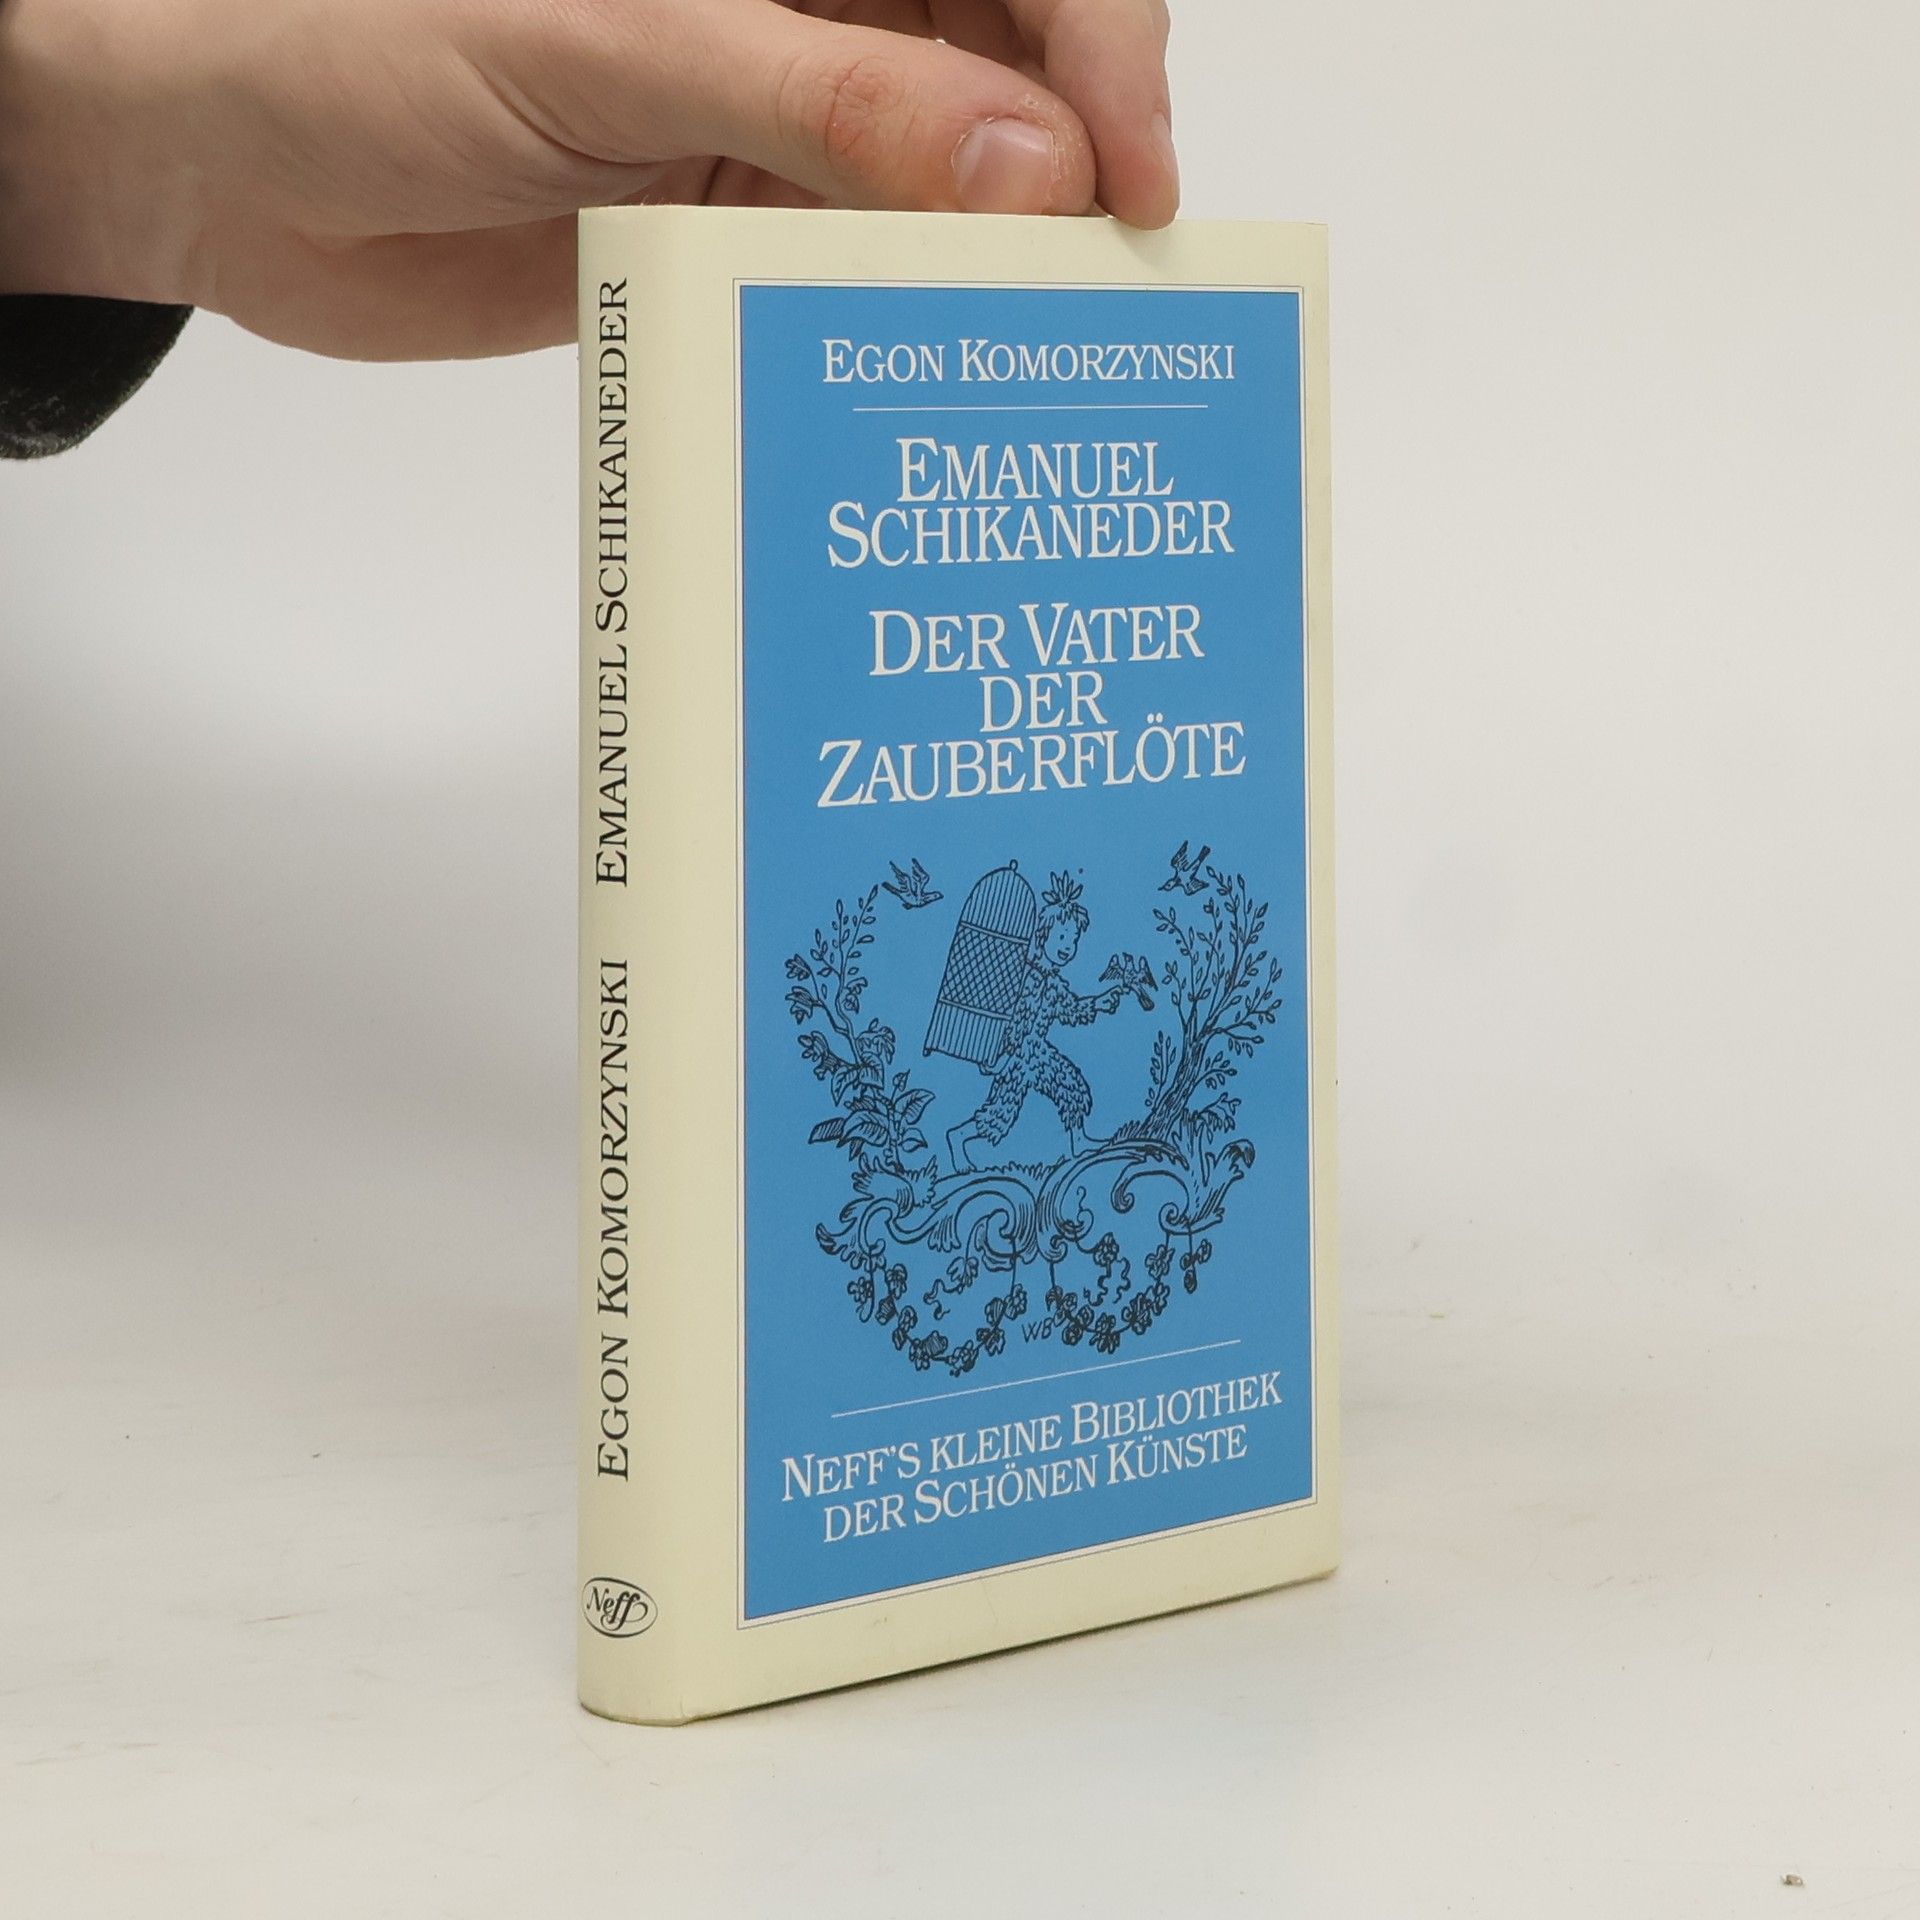 EGON KOMORZYNSKI
EMANUEL
SCHIKANEDER
DER VATER
DER
ZAUBERFLÖTE
WB
NEFF'S KLEINE BIBLIOTHEK
DER SCHÖNEN KÜNSTE
EGON KOMORZYNSKI EMANUEL SCHIKANEDER
Neff